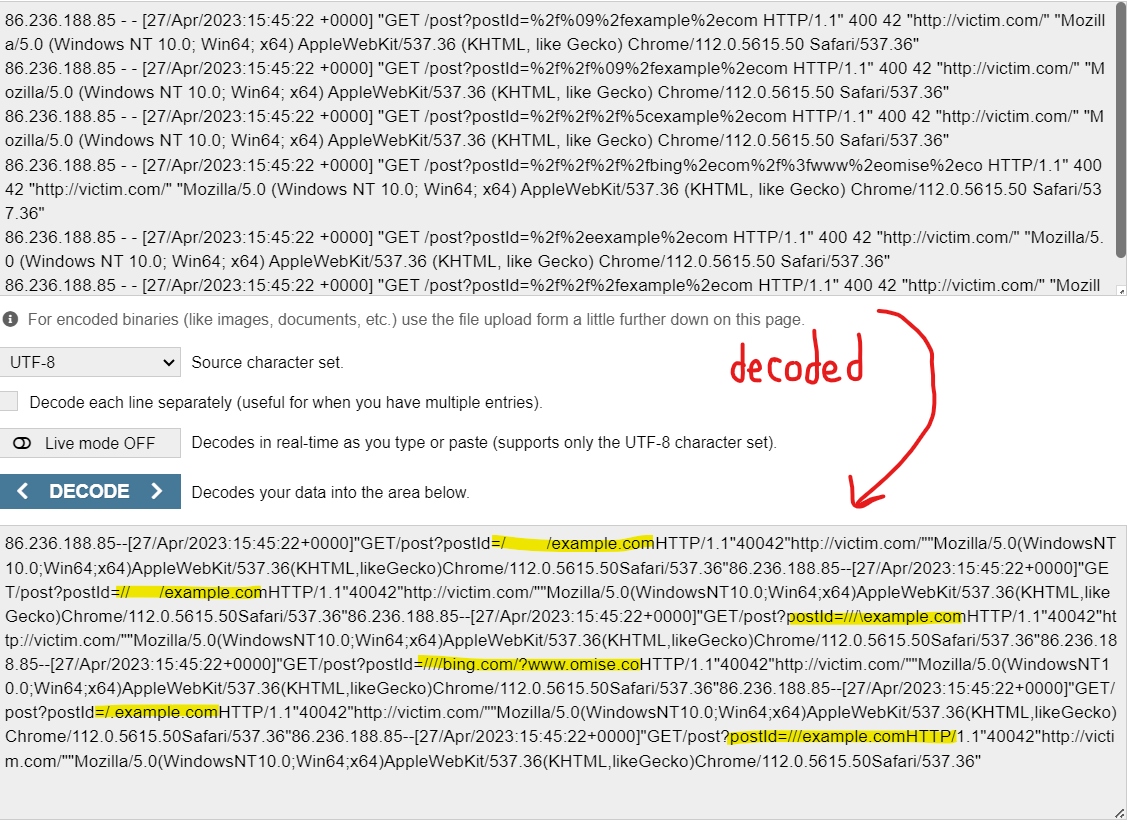 86.236.188.85 - - [27/Apr/2023:15:45:22 +0000] "GET /post?postId=%2f%09%2fexample%2ecom HTTP/1.1" 400 42 "http://victim.com/" "Mozill
a/5.0 (Windows NT 10.0; Win64; x64) AppleWebKit/537.36 (KHTML, like Gecko) Chrome/112.0.5615.50 Safari/537.36"
86.236.188.85 - - [27/Apr/2023:15:45:22 +0000] "GET /post?postId=%2f%2f%09%2fexample%2ecom HTTP/1.1" 400 42 "http://victim.com/" "M
ozilla/5.0 (Windows NT 10.0; Win64; x64) AppleWebKit/537.36 (KHTML, like Gecko) Chrome/112.0.5615.50 Safari/537.36"
86.236.188.85 - - [27/Apr/2023:15:45:22 +0000] "GET /post?postId=%2f%2f%2f%5cexample%2ecom HTTP/1.1" 400 42 "http://victim.com/" "M
ozilla/5.0 (Windows NT 10.0; Win64; x64) AppleWebKit/537.36 (KHTML, like Gecko) Chrome/112.0.5615.50 Safari/537.36"
86.236.188.85 - - [27/Apr/2023:15:45:22 +0000] "GET /post?postId=%2f%2f%2f%2fbing%2ecom%2f%3fwww%2eomise%2eco HTTP/1.1" 400
42 "http://victim.com/" "Mozilla/5.0 (Windows NT 10.0; Win64; x64) AppleWebKit/537.36 (KHTML, like Gecko) Chrome/112.0.5615.50 Safari/53
7.36"
86.236.188.85 - - [27/Apr/2023:15:45:22 +0000] "GET /post?postId=%2f%2eexample%2ecom HTTP/1.1" 400 42 "http://victim.com/" "Mozilla/5.
0 (Windows NT 10.0; Win64; x64) AppleWebKit/537.36 (KHTML, like Gecko) Chrome/112.0.5615.50 Safari/537.36"
86.236.188.85 - - [27/Apr/2023:15:45:22 +0000] "GET /post?postId=%2f%2f%2fexample%2ecom HTTP/1.1" 400 42 "http://victim.com/" "Mozill
For encoded binaries (like images, documents, etc.) use the file upload form a little further down on this page.
decoded
UTF-8 Source character set.
Decode each line separately (useful for when you have multiple entries).
Live mode OFF Decodes in real-time as you type or paste (supports only the UTF-8 character set).
< DECODE > Decodes your data into the area below.
86.236.188.85--[27/Apr/2023:15:45:22+0000]"GET/post?postId=/ /example.comHTTP/1.1"40042"http://victim.com/""Mozilla/5.0(WindowsNT
10.0;Win64;x64)AppleWebKit/537.36(KHTML,likeGecko)Chrome/112.0.5615.50Safari/537.36"86.236.188.85--[27/Apr/2023:15:45:22+0000]"GE
T/post?postId=// /example.comHTTP/1.1"40042"http://victim.com/""Mozilla/5.0(WindowsNT10.0;Win64;x64)AppleWebKit/537.36(KHTML,like
Gecko)Chrome/112.0.5615.50Safari/537.36"86.236.188.85--[27/Apr/2023:15:45:22+0000]"GET/post?postId=///\example.comHTTP/1.1"40042"ht
tp://victim.com/""Mozilla/5.0(WindowsNT10.0;Win64;x64)AppleWebKit/537.36(KHTML,likeGecko)Chrome/112.0.5615.50Safari/537.36"86.236.18
8.85--[27/Apr/2023:15:45:22+0000]"GET/post?postId=////bing.com/?www.omise.coHTTP/1.1"40042"http://victim.com/""Mozilla/5.0(WindowsNT1
0.0;Win64;x64)AppleWebKit/537.36(KHTML,likeGecko)Chrome/112.0.5615.50Safari/537.36"86.236.188.85--[27/Apr/2023:15:45:22+0000]"GET/
post?postId=/.example.comHTTP/1.1"40042"http://victim.com/""Mozilla/5.0(WindowsNT10.0;Win64;x64)AppleWebKit/537.36(KHTML,likeGecko)
Chrome/112.0.5615.50Safari/537.36"86.236.188.85--[27/Apr/2023:15:45:22+0000]"GET/post?postId=///example.comHTTP/1.1"40042"http://victi
m.com/""Mozilla/5.0(WindowsNT10.0;Win64;x64)AppleWebKit/537.36(KHTML,likeGecko)Chrome/112.0.5615.50Safari/537.36"